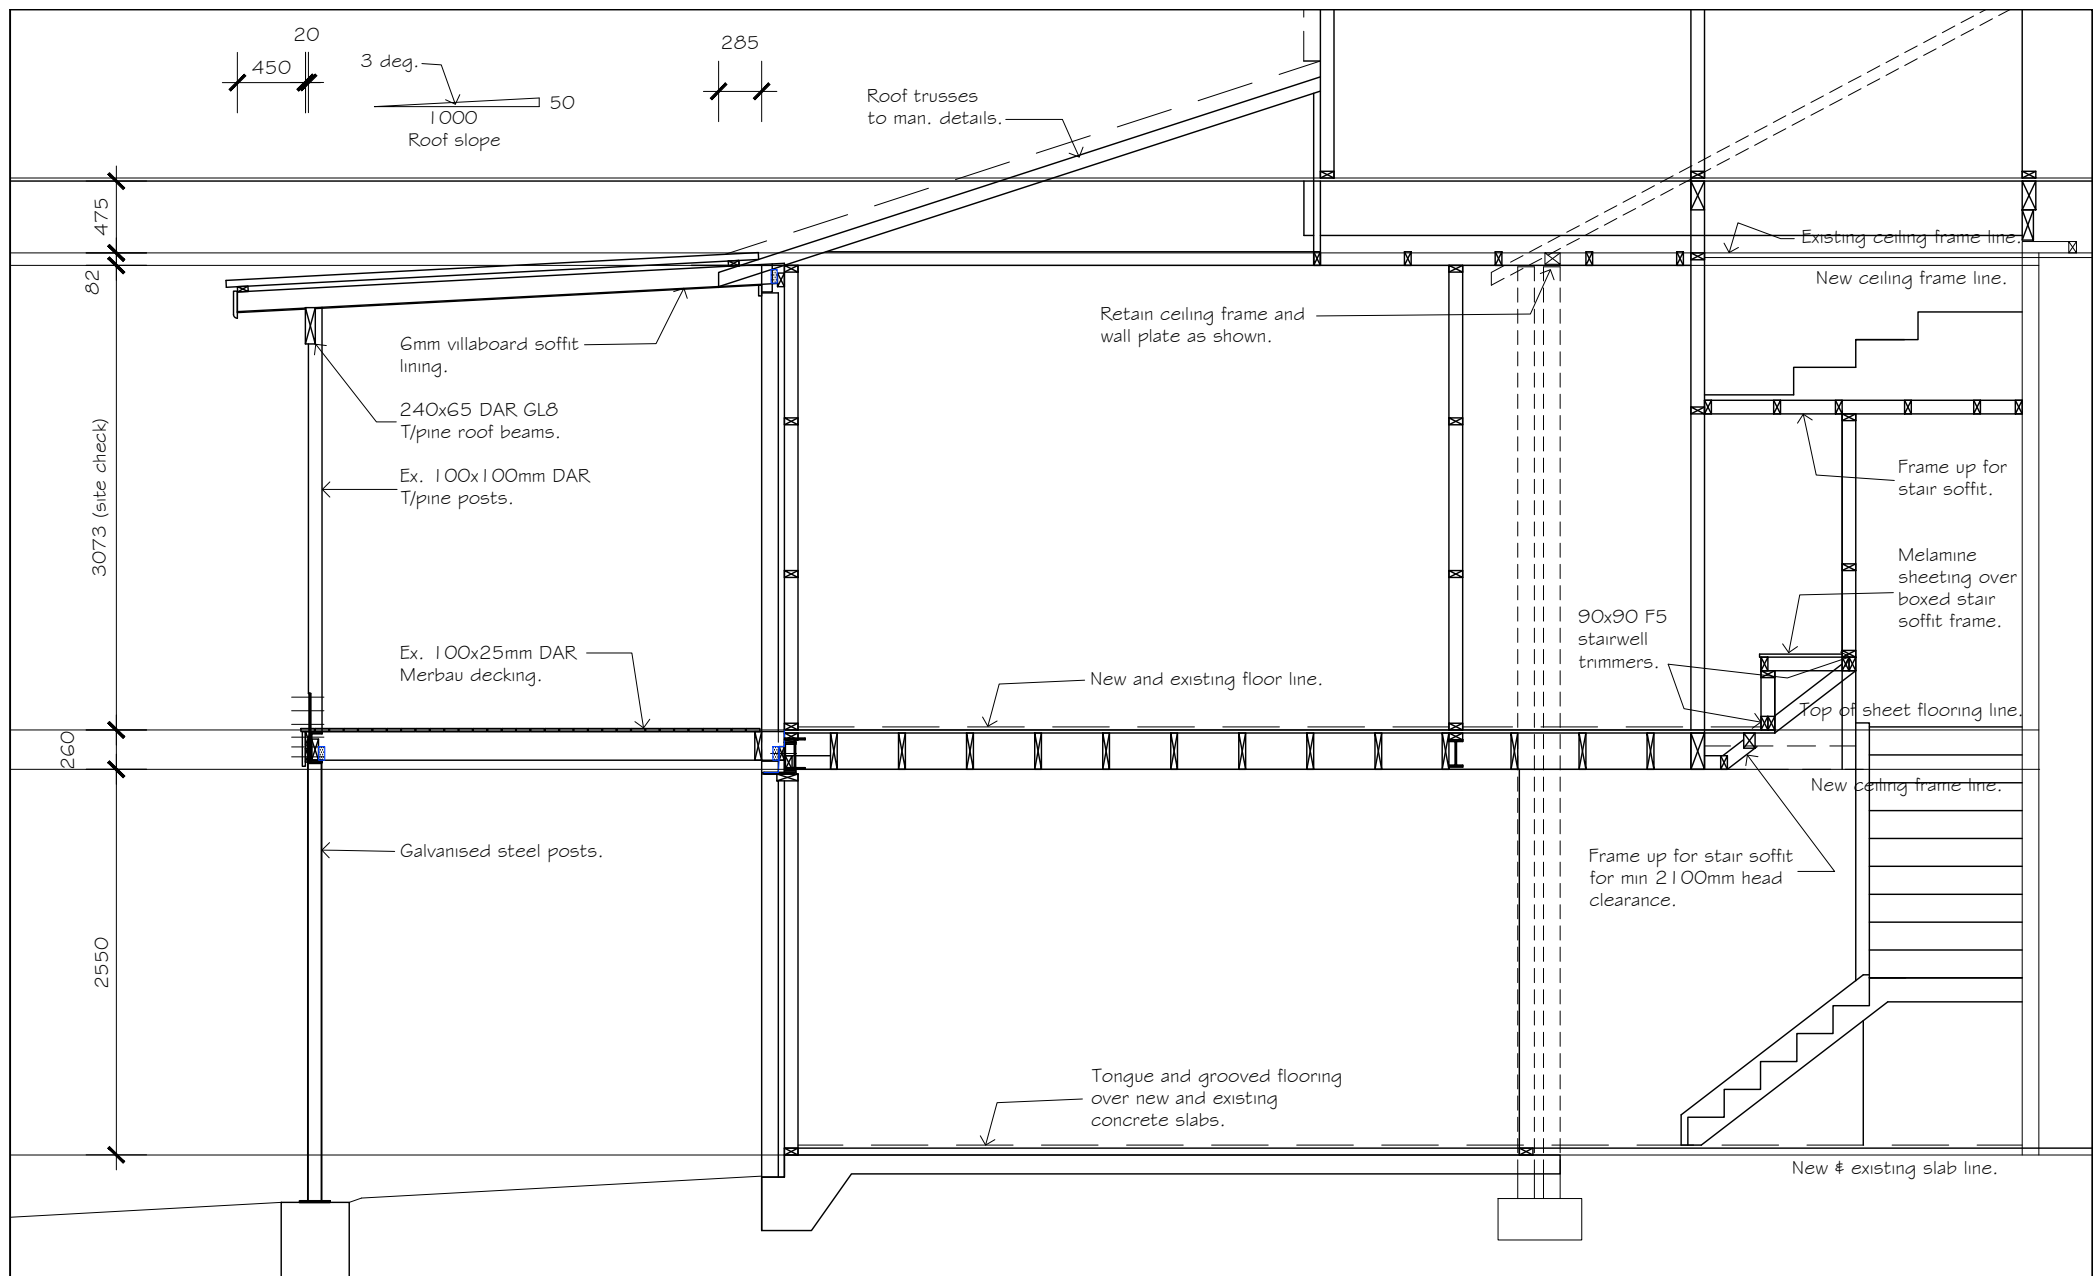 20
450
3 deg.
1000
50
Roof slope
285
Roof trusses
to man. details.
475
82
3073 (site check)
260
2550
Existing ceiling frame line.
New ceiling frame line.
Retain ceiling frame and
wall plate as shown.
6mm villaboard soffit
lining.
240x65 DAR GL8
T/pine roof beams.
Ex. 100x100mm DAR
T/pine posts.
Frame up for
stair soffit.
Melamine
sheeting over
boxed stair
soffit frame.
90x90 F5
stairwell
trimmers.
Ex. 100x25mm DAR
Merbau decking.
New and existing floor line.
Top of sheet flooring line.
New ceiling frame line.
Galvanised steel posts.
Frame up for stair soffit
for min 2100mm head
clearance.
Tongue and grooved flooring
over new and existing
concrete slabs.
New & existing slab line.